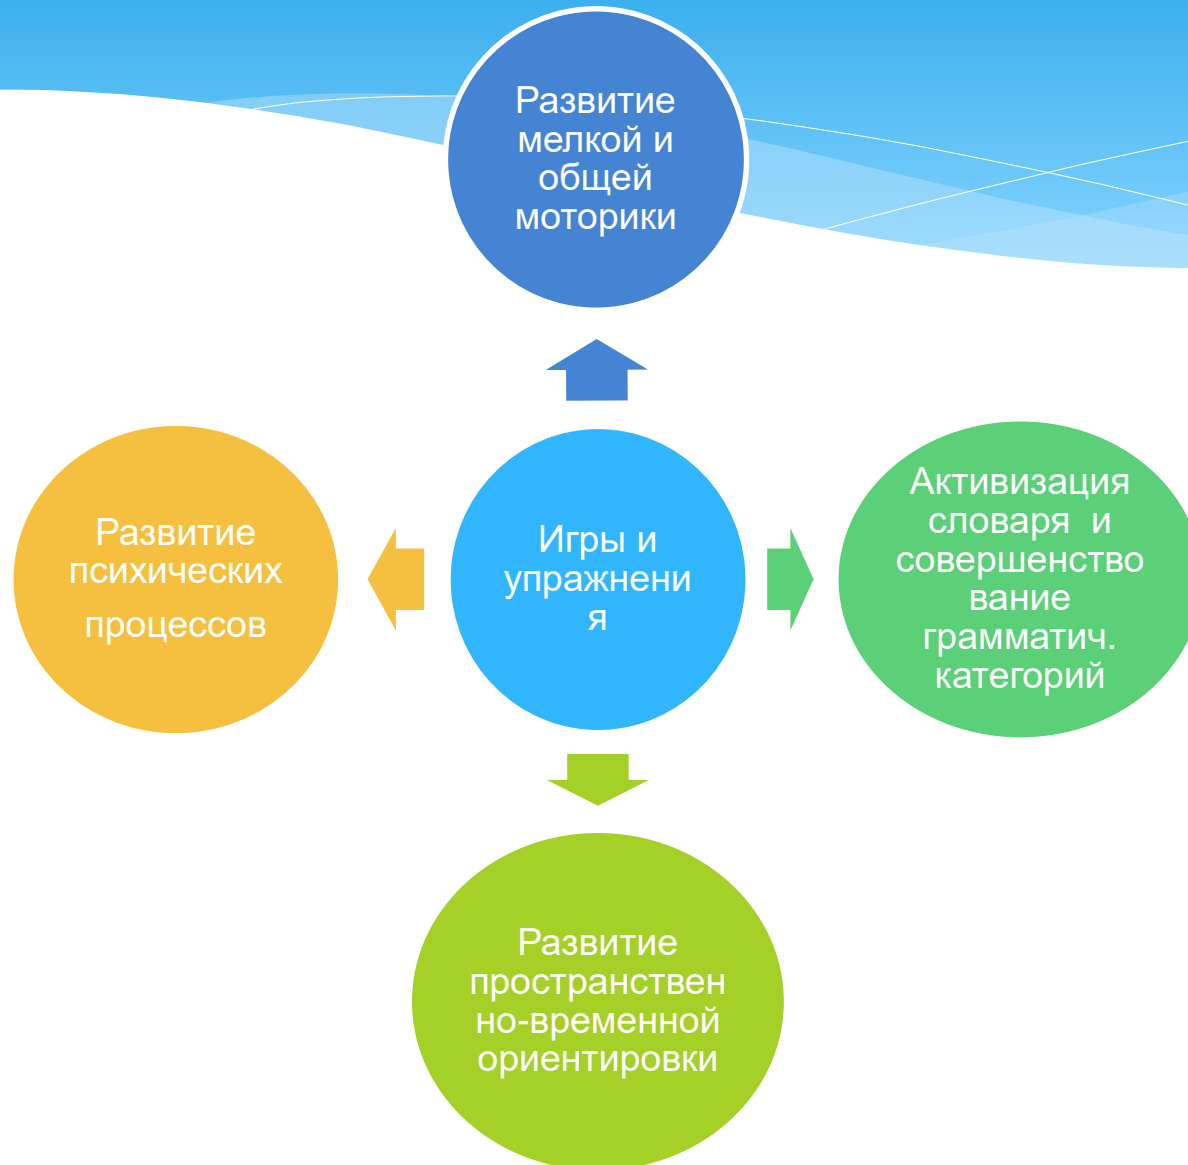 Развитие
мелкой и
общей
моторики
Развитие
психических
процессов
Игры и
упражнени
я
Активизация
словаря  и
совершенство
вание
грамматич.
категорий
Развитие
пространствен
но-временной
ориентировки